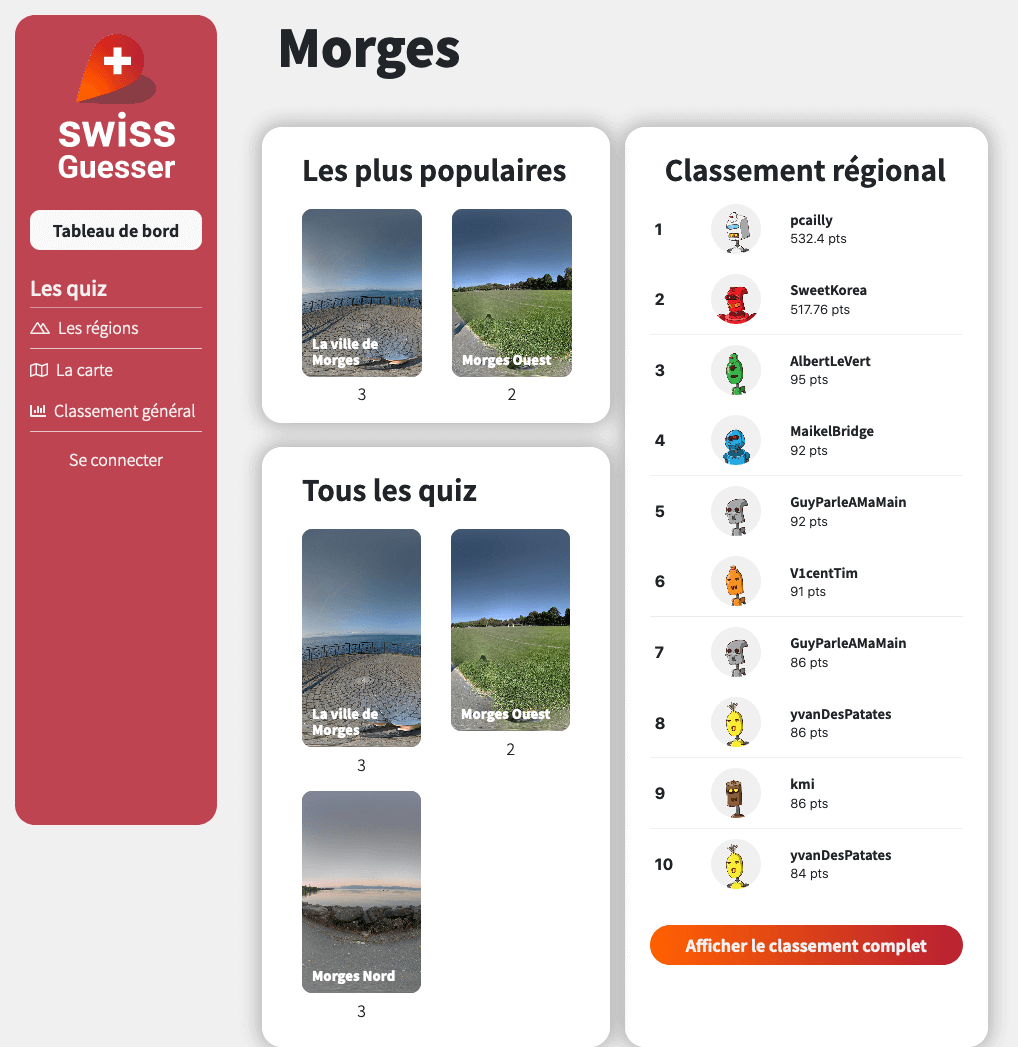 swiss
Guesser
Tableau de bord
Les quiz
Les régions
La carte
Classement général
Se connecter
Morges
Les plus populaires
La ville de
Morges
3
Morges Ouest
2
Tous les quiz
La ville de
Morges
3
Morges Ouest
2
Morges Nord
3
Classement régional
1
pcailly
532.4 pts
2
SweetKorea
517.76 pts
3
AlbertLeVert
95 pts
4
MaikelBridge
92 pts
5
GuyParleAMaMain
92 pts
6
V1centTim
91 pts
7
GuyParleAMaMain
86 pts
8
yvanDesPatates
86 pts
9
kmi
86 pts
10
yvanDesPatates
84 pts
Afficher le classement complet